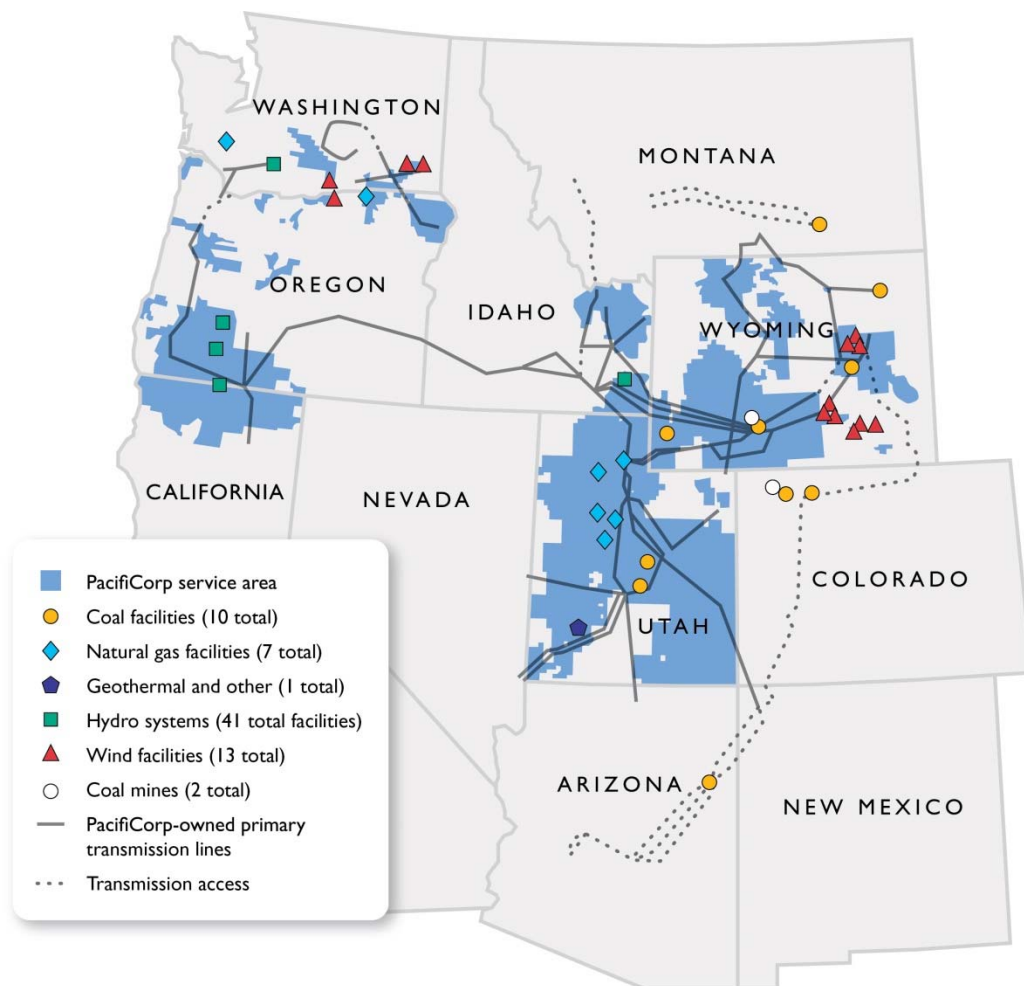 WASHINGTON
MONTANA
OREGON
IDAHO
WYOMING
CALIFORNIA
NEVADA
UTAH
COLORADO
ARIZONA
NEW MEXICO
PacifiCorp service area
Coal facilities (10 total)
Natural gas facilities (7 total)
Geothermal and other (1 total)
Hydro systems (41 total facilities)
Wind facilities (13 total)
Coal mines (2 total)
PacifiCorp-owned primary
transmission lines
Transmission access